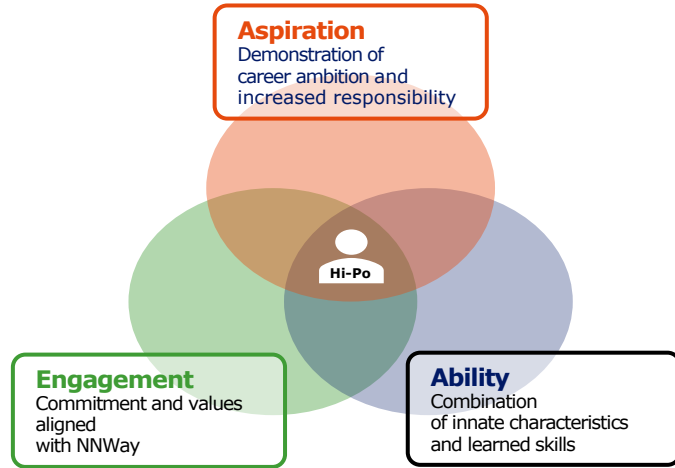 Aspiration
Demonstration of
career ambition and
increased responsibility
Hi-Po
Engagement
Commitment and values
aligned
with NNWay
Ability
Combination
of innate characteristics
and learned skills